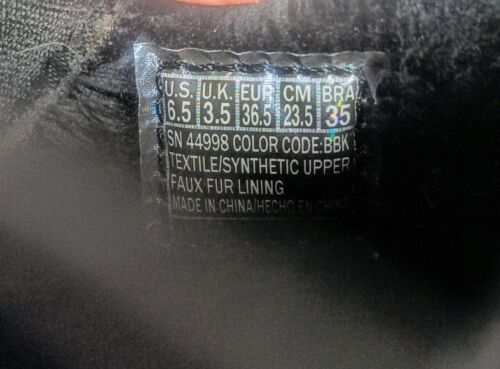 U.S. U.K. EUR CM BRA
6.5 3.5 36.5 23.5 35
SN 44998 COLOR CODE:BBK
TEXTILE/SYNTHETIC UPPER
FAUX FUR LINING
MADE IN CHINA/HECHO EN CHINA